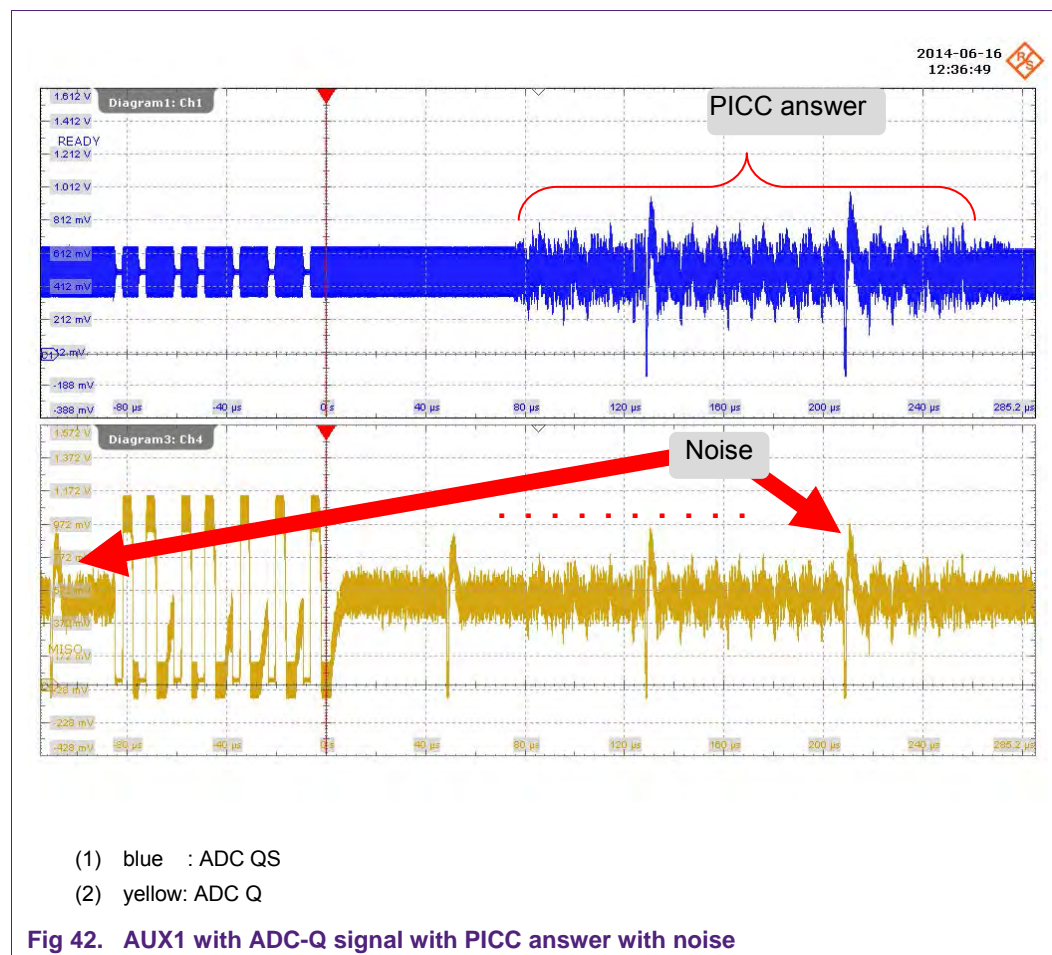 2014-06-16
12:36:49
R&S
Diagram1: Ch1
1.612 V
1.412 V
READY
1.212 V
1.012 V
812 mV
612 mV
412 mV
212 mV
-188 mV
-388 mV
PICC answer
-80 µs
-40 µs
0 s
40 µs
80 µs
120 µs
160 µs
200 µs
240 µs
285.2 µs
Diagram3: Ch4
1.572 V
1.372 V
1.172 V
972 mV
372 mV
MISO
-228 mV
-428 mV
Noise
-80 µs
-40 µs
0 s
40 µs
80 µs
120 µs
160 µs
200 µs
240 µs
285.2 µs
(1) blue : ADC QS
(2) yellow: ADC Q
Fig 42. AUX1 with ADC-Q signal with PICC answer with noise